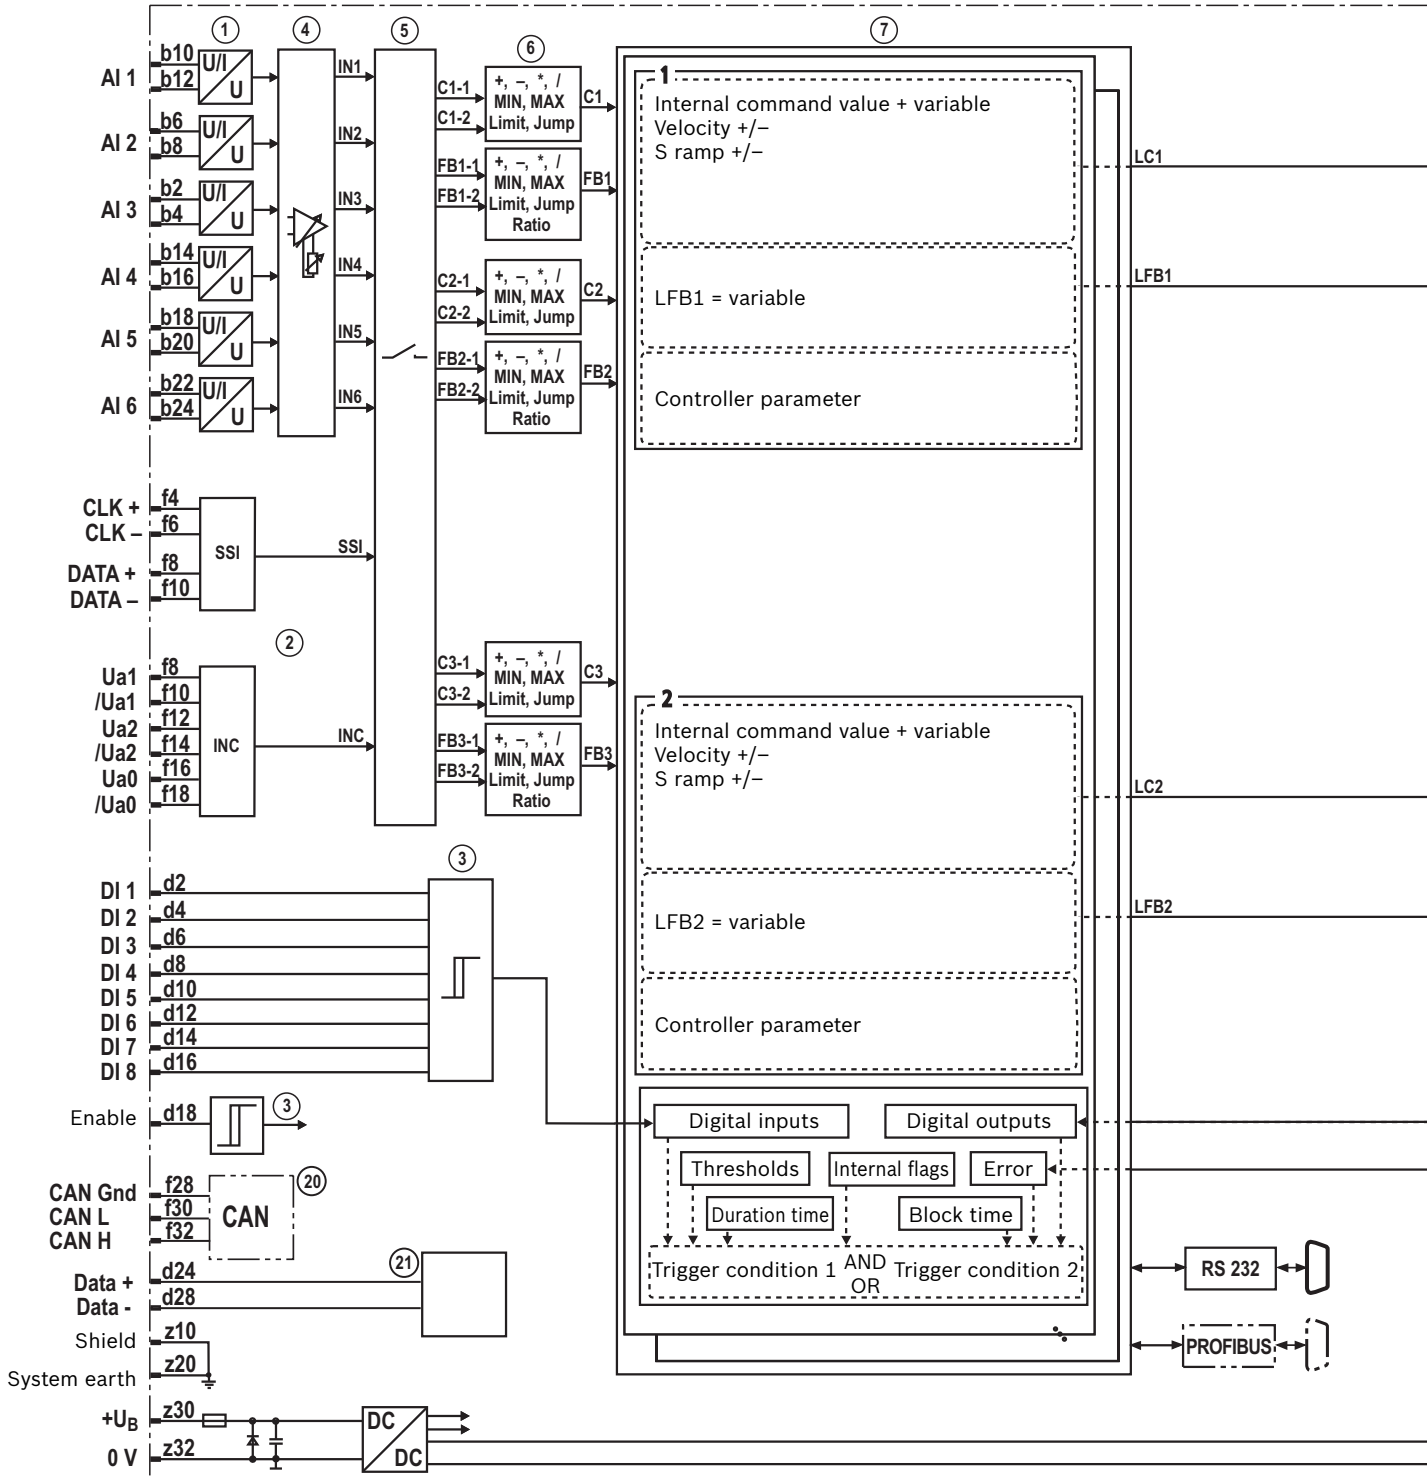 1
4
5
6
7
AI 1
b10
b12
U/I
U
IN1
AI 2
b6
b8
U/I
U
IN2
AI 3
b2
b4
U/I
U
IN3
AI 4
b14
b16
U/I
U
IN4
AI 5
b18
b20
U/I
U
IN5
AI 6
b22
b24
U/I
U
IN6
C1-1
C1-2
+, –, *, /
MIN, MAX
Limit, Jump
C1
FB1-1
FB1-2
+, –, *, /
MIN, MAX
Limit, Jump
Ratio
FB1
C2-1
C2-2
+, –, *, /
MIN, MAX
Limit, Jump
C2
FB2-1
FB2-2
+, –, *, /
MIN, MAX
Limit, Jump
Ratio
FB2
1
Internal command value + variable
Velocity +/–
S ramp +/–
LC1
LFB1 = variable
LFB1
Controller parameter
CLK +
f4
CLK –
f6
DATA +
f8
DATA –
f10
SSI
SSI
2
Ua1
f8
/Ua1
f10
Ua2
f12
/Ua2
f14
Ua0
f16
/Ua0
f18
INC
INC
C3-1
C3-2
+, –, *, /
MIN, MAX
Limit, Jump
C3
FB3-1
FB3-2
+, –, *, /
MIN, MAX
Limit, Jump
Ratio
FB3
2
Internal command value + variable
Velocity +/–
S ramp +/–
LC2
LFB2 = variable
LFB2
Controller parameter
3
DI 1
d2
DI 2
d4
DI 3
d6
DI 4
d8
DI 5
d10
DI 6
d12
DI 7
d14
DI 8
d16
Enable
d18
3
Digital inputs
Digital outputs
Thresholds
Internal flags
Error
Duration time
Block time
Trigger condition 1
AND
OR
Trigger condition 2
CAN Gnd
f28
CAN L
f30
CAN H
f32
CAN
20
Data +
d24
Data -
d28
21
Shield
z10
System earth
z20
RS 232
PROFIBUS
+UB
z30
0 V
z32
DC
DC